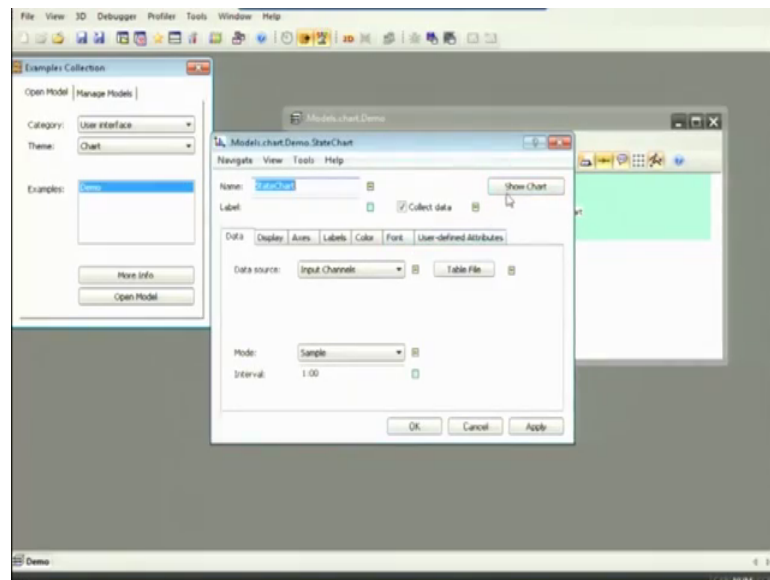 File View 3D Debugger Profiler Tools Window Help
Examples Collection
Open Model Manage Models
Category: User interface
Theme: Chart
Examples: Demo
More Info
Open Model
Models.chart.Demo
Models.chart.Demo.StateChart
Navigate View Tools Help
Name: StateChart
Show Chart
Label:
Collect data
Data Display Axes Labels Color Font User-defined Attributes
Data source: Input Channels Table File
Mode: Sample
Interval: 1:00
OK Cancel Apply
Demo